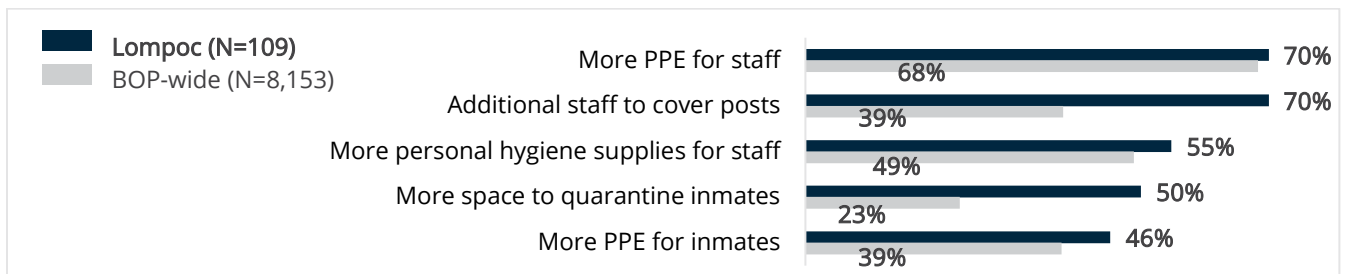 Lompoc (N=109)
BOP-wide (N=8,153)
More PPE for staff 70%
68%
Additional staff to cover posts 70%
39%
More personal hygiene supplies for staff 55%
49%
More space to quarantine inmates 50%
23%
More PPE for inmates 46%
39%